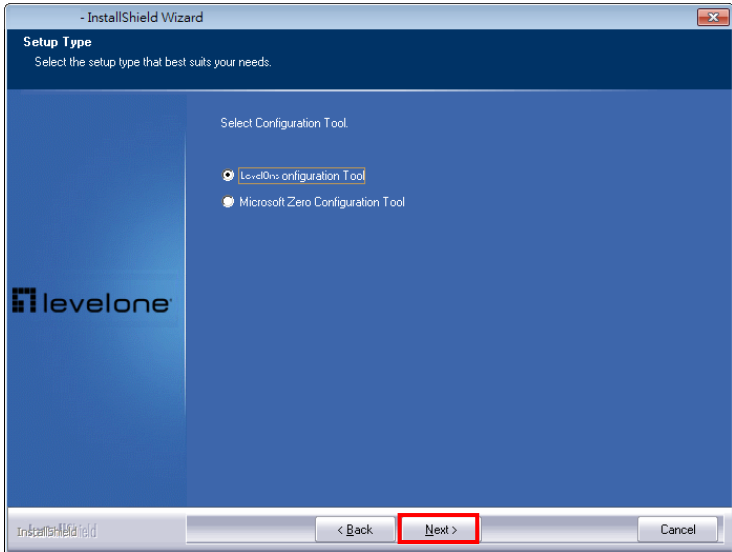 - InstallShield Wizard
Setup Type
Select the setup type that best suits your needs.
Select Configuration Tool.
LevelOne onfiguration Tool
Microsoft Zero Configuration Tool
levelone
< Back
Next >
Cancel